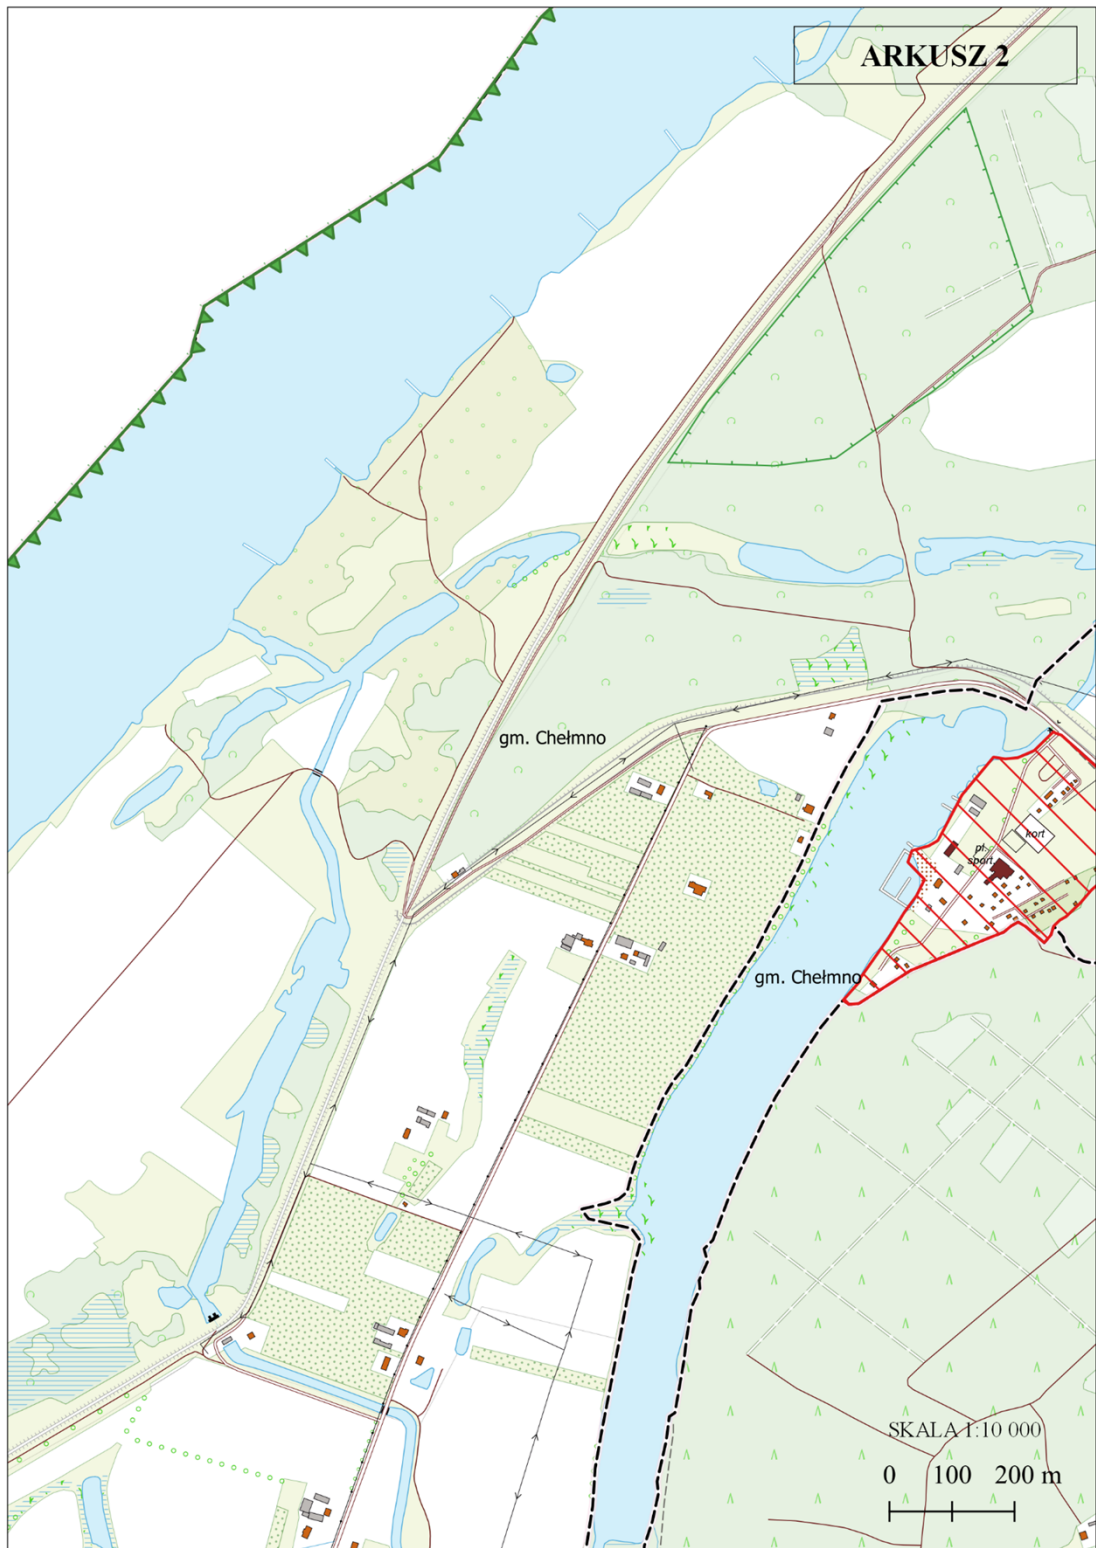 ARKUSZ 2
gm. Chełmno
kort
pl.
sport.
gm. Chełmno
SKALA 1:10 000
0 100 200 m